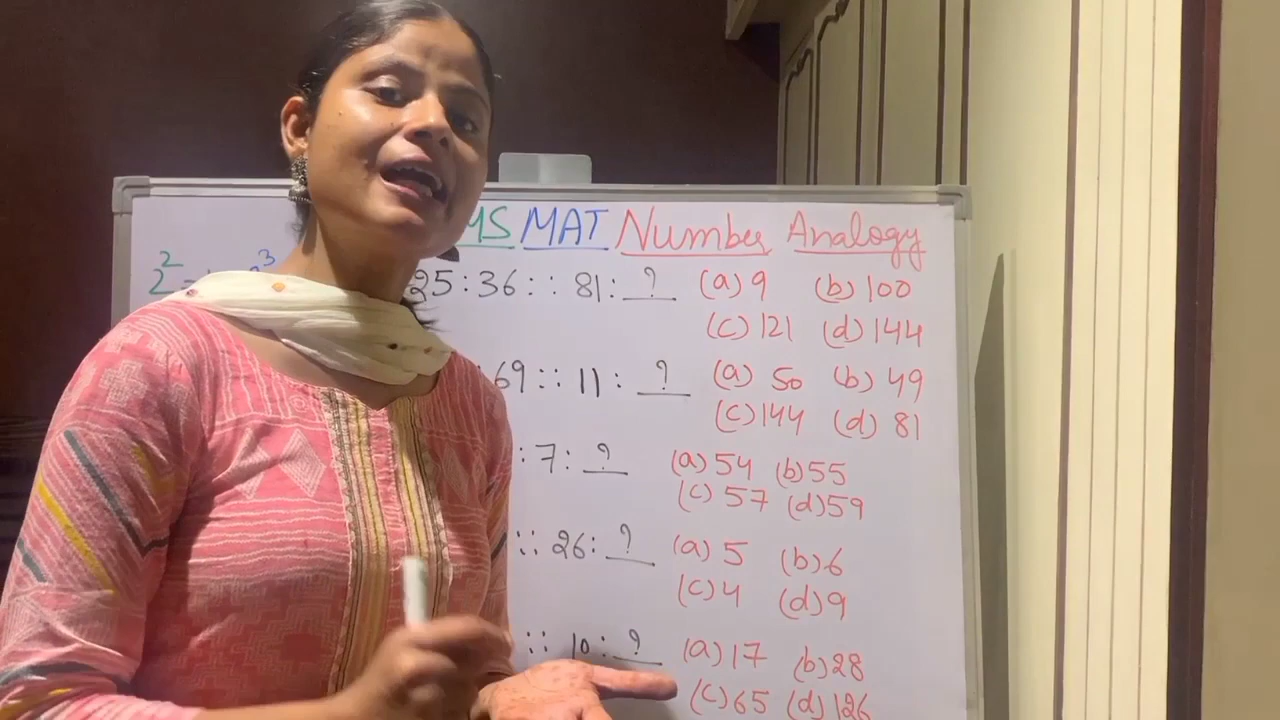 MS MAT Number Analogy
2² = 3
25 : 36 : : 81 : ? (a) 9 (b) 100
(c) 121 (d) 144
69 : : 11 : ? (a) 50 (b) 49
(c) 144 (d) 81
: 7 : ? (a) 54 (b) 55
(c) 57 (d) 59
: : 26 : ? (a) 5 (b) 6
(c) 4 (d) 9
: : 10 : ? (a) 17 (b) 28
(c) 65 (d) 126